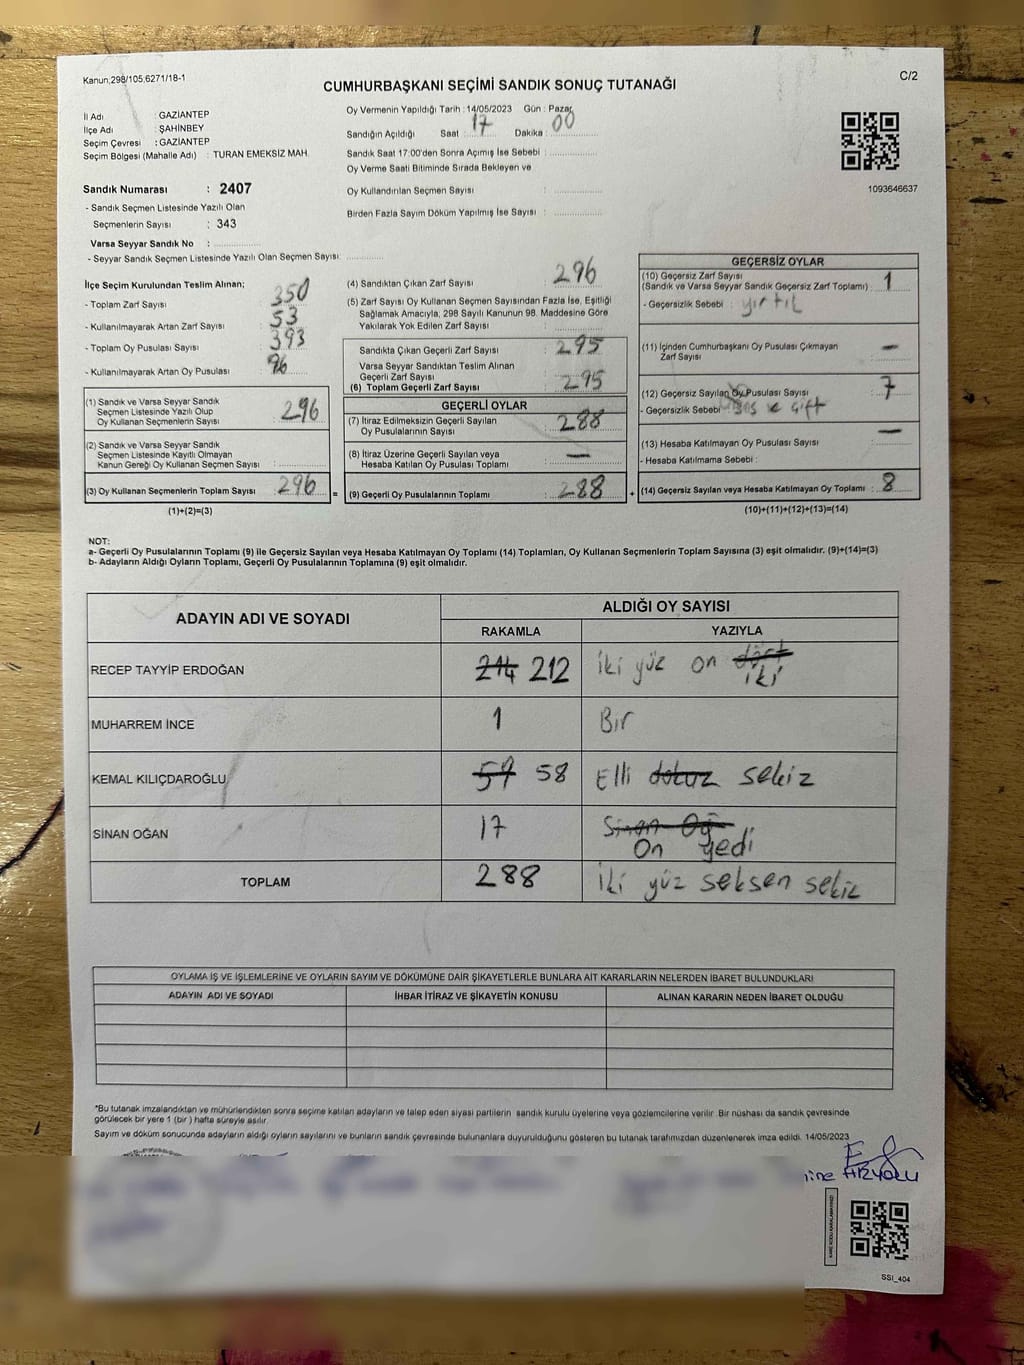 Kanun:298/105,6271/18-1
C/2
CUMHURBAŞKANI SEÇİMİ SANDIK SONUÇ TUTANAĞI
İl Adı : GAZİANTEP
İlçe Adı : ŞAHİNBEY
Seçim Çevresi : GAZİANTEP
Seçim Bölgesi (Mahalle Adı) : TURAN EMEKSİZ MAH.
Sandık Numarası : 2407
- Sandık Seçmen Listesinde Yazılı Olan
Seçmenlerin Sayısı : 343
Varsa Seyyar Sandık No :
- Seyyar Sandık Seçmen Listesinde Yazılı Olan Seçmen Sayısı:
Oy Vermenin Yapıldığı Tarih : 14/05/2023 Gün : Pazar
Sandığın Açıldığı Saat : 17 Dakika : 00
Sandık Saat 17:00'den Sonra Açımış İse Sebebi :
Oy Verme Saati Bitiminde Sırada Bekleyen ve
Oy Kullandırılan Seçmen Sayısı :
Birden Fazla Sayım Döküm Yapılmış İse Sayısı :
1093646637
İlçe Seçim Kurulundan Teslim Alınan;
- Toplam Zarf Sayısı : 350
- Kullanılmayarak Artan Zarf Sayısı : 53
- Toplam Oy Pusulası Sayısı : 393
- Kullanılmayarak Artan Oy Pusulası : 96
(1) Sandık ve Varsa Seyyar Sandık
Seçmen Listesinde Yazılı Olup
Oy Kullanan Seçmenlerin Sayısı : 296
(2) Sandık ve Varsa Seyyar Sandık
Seçmen Listesinde Kayıtlı Olmayan
Kanun Gereği Oy Kullanan Seçmen Sayısı :
(3) Oy Kullanan Seçmenlerin Toplam Sayısı : 296
(1)+(2)=(3)
(4) Sandıktan Çıkan Zarf Sayısı : 296
(5) Zarf Sayısı Oy Kullanan Seçmen Sayısından Fazla İse, Eşitliği
Sağlamak Amacıyla; 298 Sayılı Kanunun 98. Maddesine Göre
Yakılarak Yok Edilen Zarf Sayısı :
Sandıkta Çıkan Geçerli Zarf Sayısı : 295
Varsa Seyyar Sandıktan Teslim Alınan
Geçerli Zarf Sayısı
(6) Toplam Geçerli Zarf Sayısı : 295
GEÇERLİ OYLAR
(7) İtiraz Edilmeksizin Geçerli Sayılan
Oy Pusulalarının Sayısı : 288
(8) İtiraz Üzerine Geçerli Sayılan veya
Hesaba Katılan Oy Pusulası Toplamı : —
(9) Geçerli Oy Pusulalarının Toplamı : 288
GEÇERSİZ OYLAR
(10) Geçersiz Zarf Sayısı
(Sandık ve Varsa Seyyar Sandık Geçersiz Zarf Toplamı) : 1
- Geçersizlik Sebebi : yırtık
(11) İçinden Cumhurbaşkanı Oy Pusulası Çıkmayan
Zarf Sayısı : —
(12) Geçersiz Sayılan Oy Pusulası Sayısı : 7
- Geçersizlik Sebebi : Boş ve Çift
(13) Hesaba Katılmayan Oy Pusulası Sayısı : —
- Hesaba Katılmama Sebebi :
(14) Geçersiz Sayılan veya Hesaba Katılmayan Oy Toplamı : 8
(10)+(11)+(12)+(13)=(14)
NOT:
a- Geçerli Oy Pusulalarının Toplamı (9) ile Geçersiz Sayılan veya Hesaba Katılmayan Oy Toplamı (14) Toplamları, Oy Kullanan Seçmenlerin Toplam Sayısına (3) eşit olmalıdır. (9)+(14)=(3)
b- Adayların Aldığı Oyların Toplamı, Geçerli Oy Pusulalarının Toplamına (9) eşit olmalıdır.
ADAYIN ADI VE SOYADI
ALDIĞI OY SAYISI
RAKAMLA YAZIYLA
RECEP TAYYİP ERDOĞAN 214 212 iki yüz on dört iki
MUHARREM İNCE 1 Bir
KEMAL KILIÇDAROĞLU 59 58 Elli dokuz sekiz
SİNAN OĞAN 17 Sinan Oğ On yedi
TOPLAM 288 iki yüz seksen sekiz
OYLAMA İŞ VE İŞLEMLERİNE VE OYLARIN SAYIM VE DÖKÜMÜNE DAİR ŞİKAYETLERLE BUNLARA AİT KARARLARIN NELERDEN İBARET BULUNDUKLARI
ADAYIN ADI VE SOYADI İHBAR İTİRAZ VE ŞİKAYETİN KONUSU ALINAN KARARIN NEDEN İBARET OLDUĞU
"Bu tutanak imzalandıktan ve mühürlendikten sonra seçime katılan adayların ve talep eden siyasi partilerin sandık kurulu üyelerine veya gözlemcilerine verilir. Bir nüshası da sandık çevresinde
görülecek bir yere 1 (bir) hafta süreyle asılır.
Sayım ve döküm sonucunda adayların aldığı oyların sayılarını ve bunların sandık çevresinde bulunanlara duyurulduğunu gösteren bu tutanak tarafımızdan düzenlenerek imza edildi. 14/05/2023
KARE KODU KARALAMAYINIZ!
SSI_404